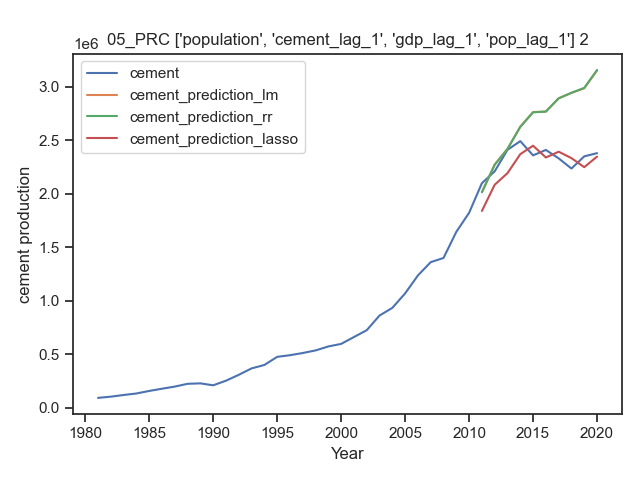 05_PRC ['population', 'cement_lag_1', 'gdp_lag_1', 'pop_lag_1'] 2
1e6
cement
cement_prediction_lm
cement_prediction_rr
cement_prediction_lasso
3.0
2.5
2.0
1.5
1.0
0.5
0.0
cement production
1980 1985 1990 1995 2000 2005 2010 2015 2020
Year